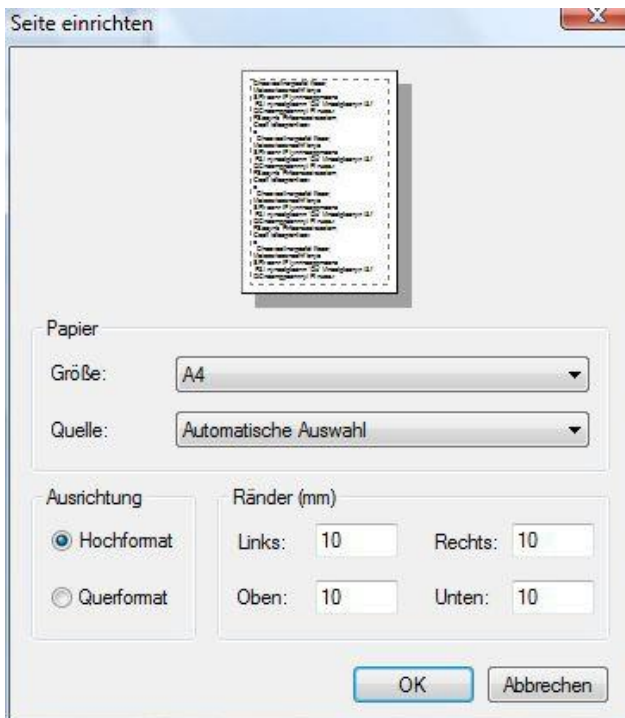 Seite einrichten
Papier
Größe: A4
Quelle: Automatische Auswahl
Ausrichtung
Hochformat
Querformat
Ränder (mm)
Links: 10 Rechts: 10
Oben: 10 Unten: 10
OK Abbrechen